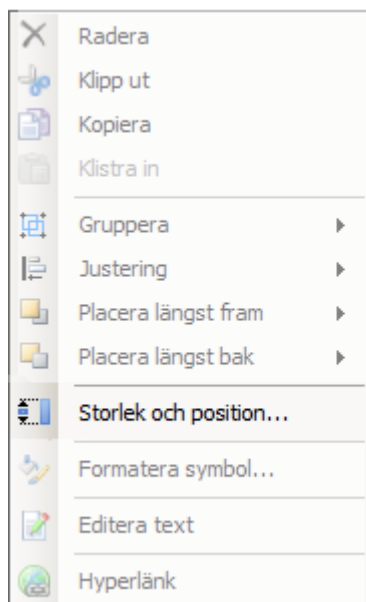 Radera
Klipp ut
Kopiera
Klistra in
Gruppera
Justering
Placera längst fram
Placera längst bak
Storlek och position...
Formatera symbol...
Editera text
Hyperlänk